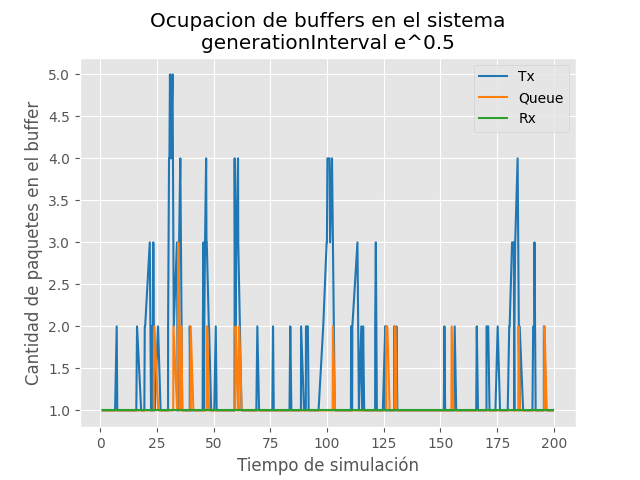 Ocupacion de buffers en el sistema
generationInterval e^0.5
Tx
Queue
Rx
Cantidad de paquetes en el buffer
5.0
4.5
4.0
3.5
3.0
2.5
2.0
1.5
1.0
0
25
50
75
100
125
150
175
200
Tiempo de simulación